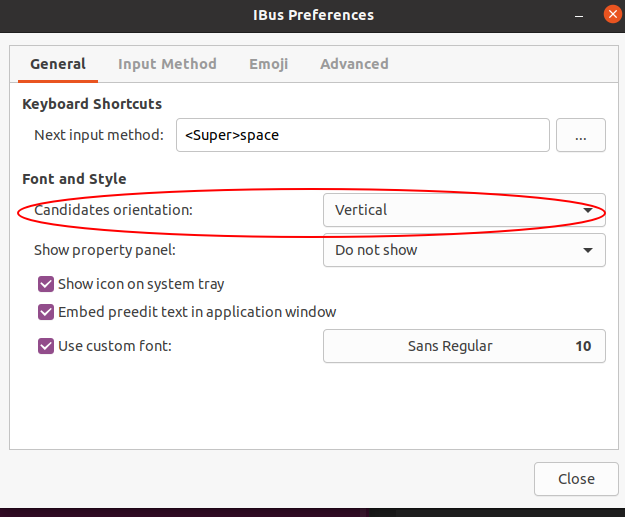 IBus Preferences
General Input Method Emoji Advanced
Keyboard Shortcuts
Next input method: <Super>space ...
Font and Style
Candidates orientation: Vertical
Show property panel: Do not show
Show icon on system tray
Embed preedit text in application window
Use custom font: Sans Regular 10
Close